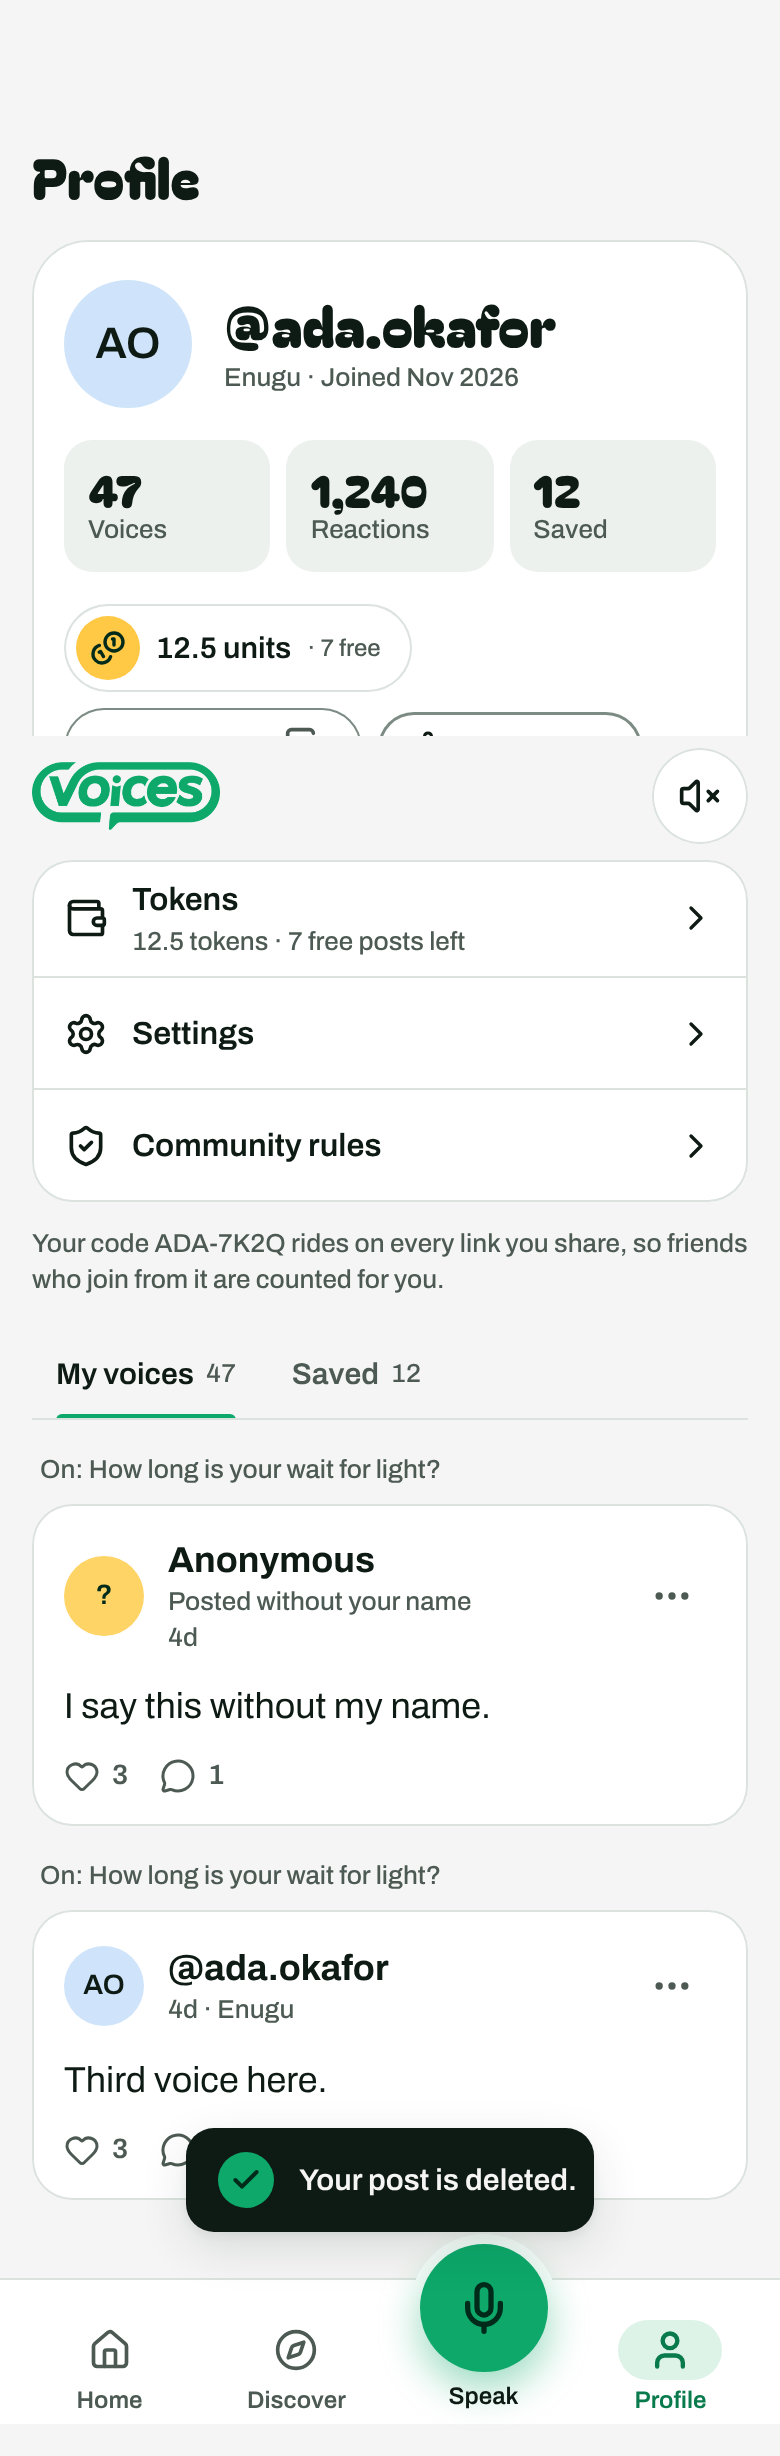 Profile
AO
@ada.okafor
Enugu · Joined Nov 2026
47
Voices
1,240
Reactions
12
Saved
12.5 units · 7 free
voices
Tokens
12.5 tokens · 7 free posts left
Settings
Community rules
Your code ADA-7K2Q rides on every link you share, so friends
who join from it are counted for you.
My voices 47
Saved 12
On: How long is your wait for light?
?
Anonymous
Posted without your name
4d
I say this without my name.
3 1
On: How long is your wait for light?
AO
@ada.okafor
4d · Enugu
Third voice here.
3
Your post is deleted.
Home
Discover
Speak
Profile